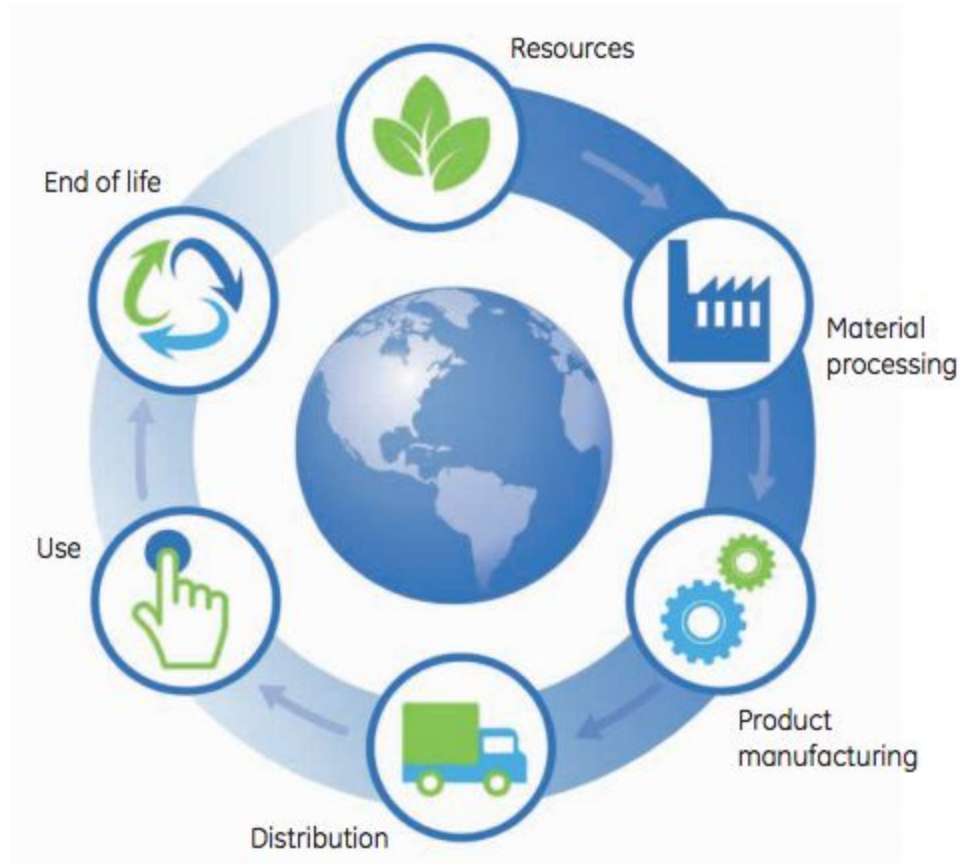 Resources
Material
processing
Product
manufacturing
Distribution
Use
End of life